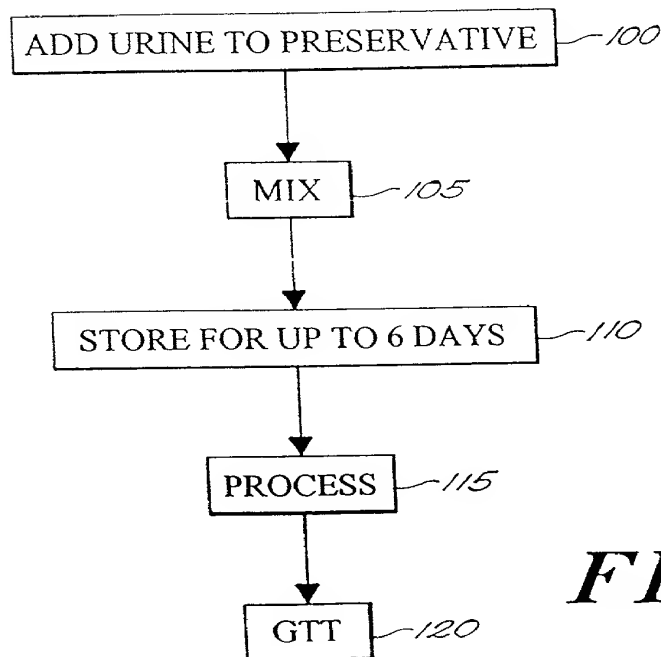 ADD URINE TO PRESERVATIVE 100
MIX 105
STORE FOR UP TO 6 DAYS 110
PROCESS 115
GTT 120